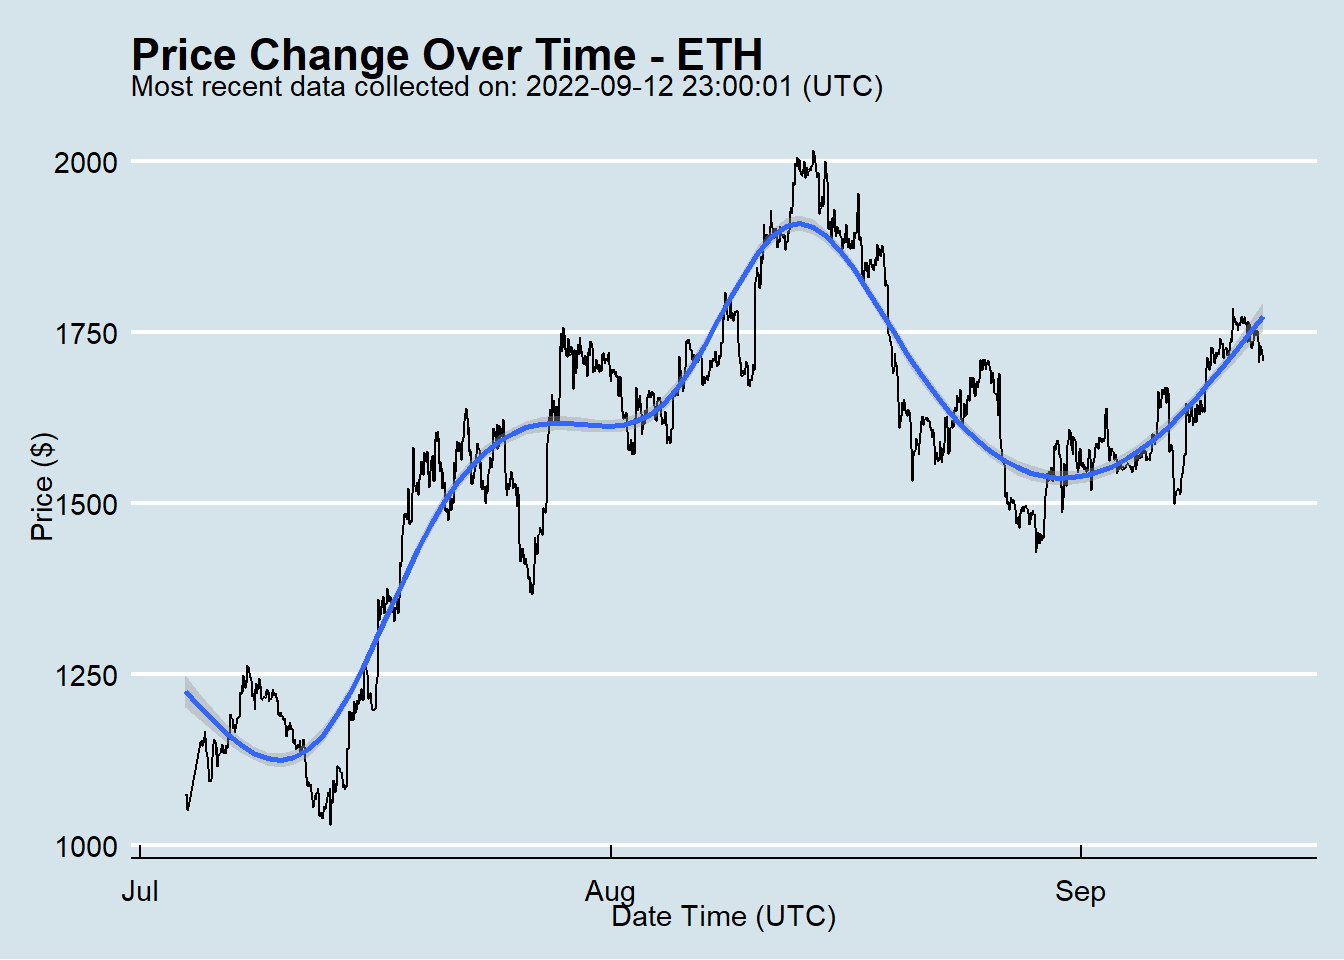 Price Change Over Time - ETH
Most recent data collected on: 2022-09-12 23:00:01 (UTC)
2000
1750
1500
1250
1000
Price ($)
Jul Aug Sep
Date Time (UTC)